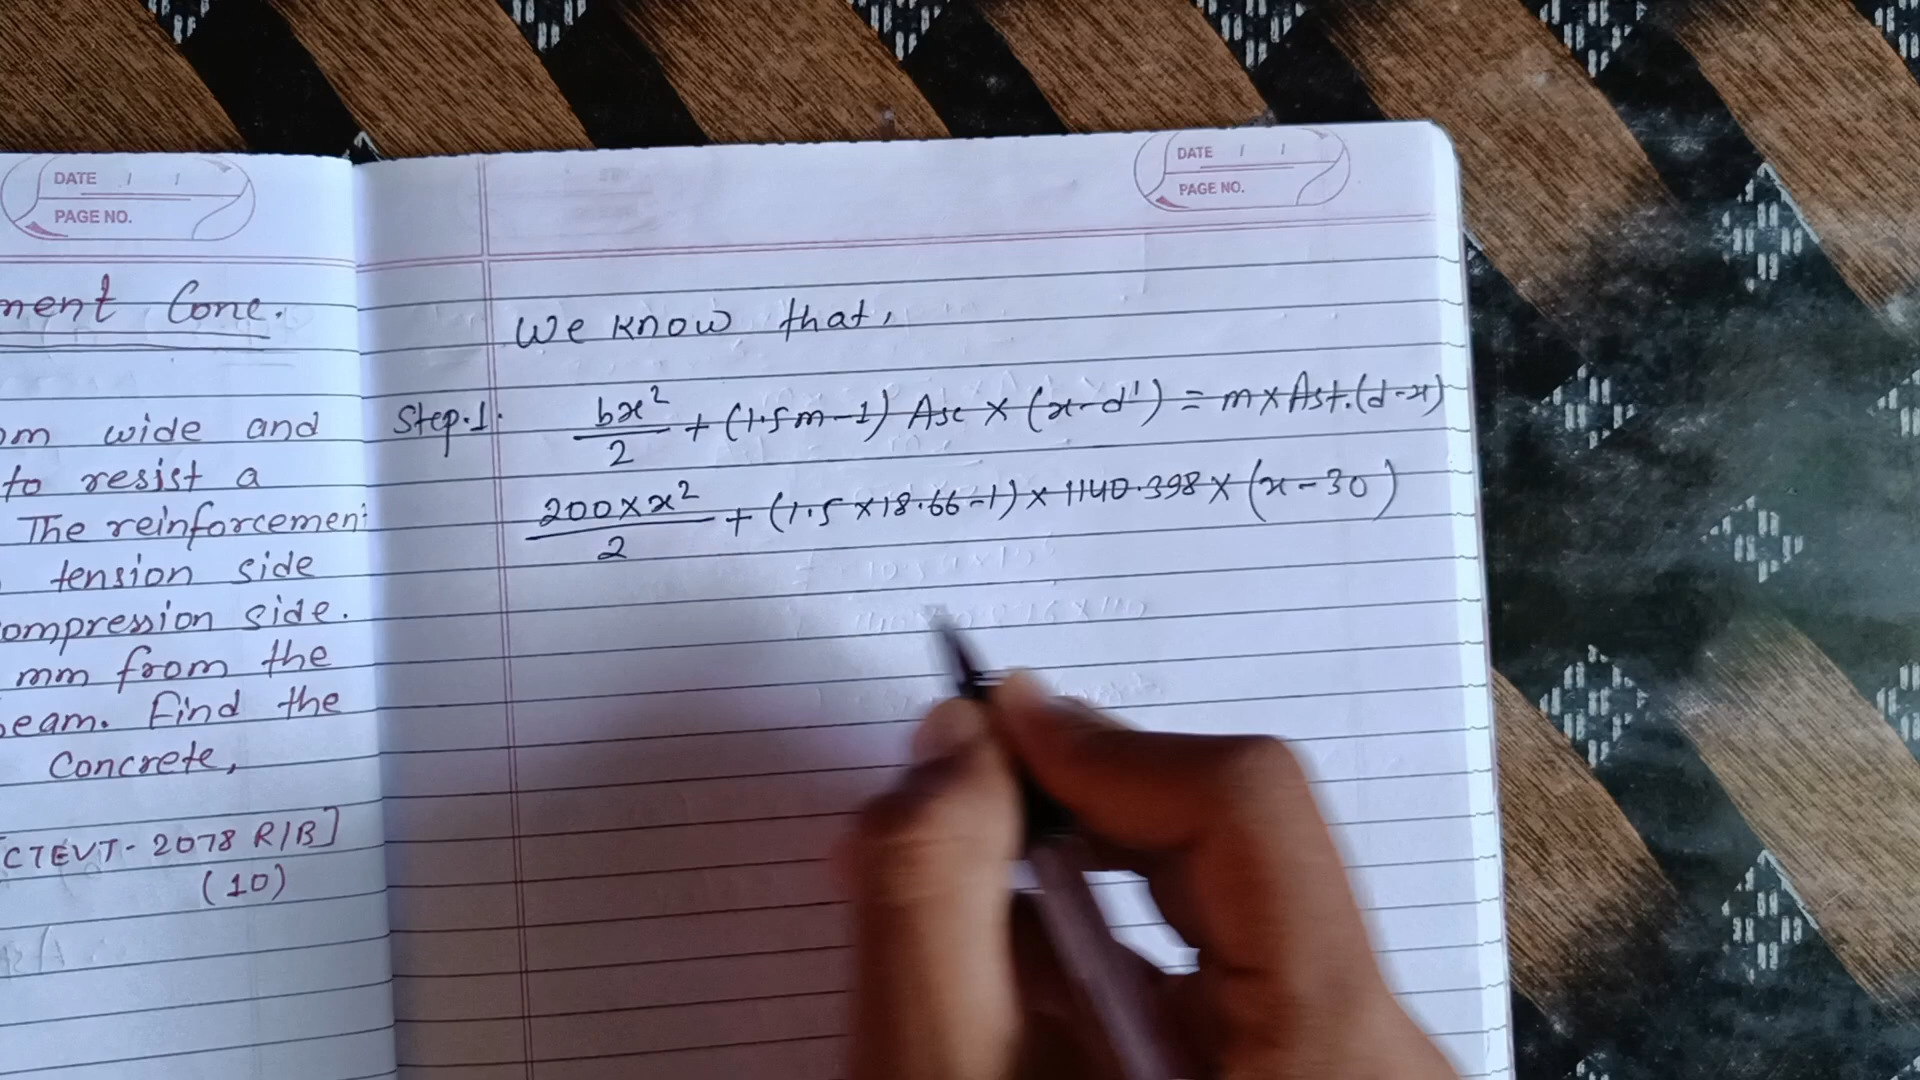 DATE / /
PAGE NO.
ment Conc.
wide and
to resist a
The reinforcement
tension side
ompression side.
mm from the
eam. Find the
Concrete,
[CTEVT- 2078 R/B]
(10)
DATE / /
PAGE NO.
We know that,
Step.1. bx²/2 + (1.5m-1) Asc × (x-d') = m×Ast.(d-x)
200×x²/2 + (1.5×18.66-1)×1140.398×(x-30)